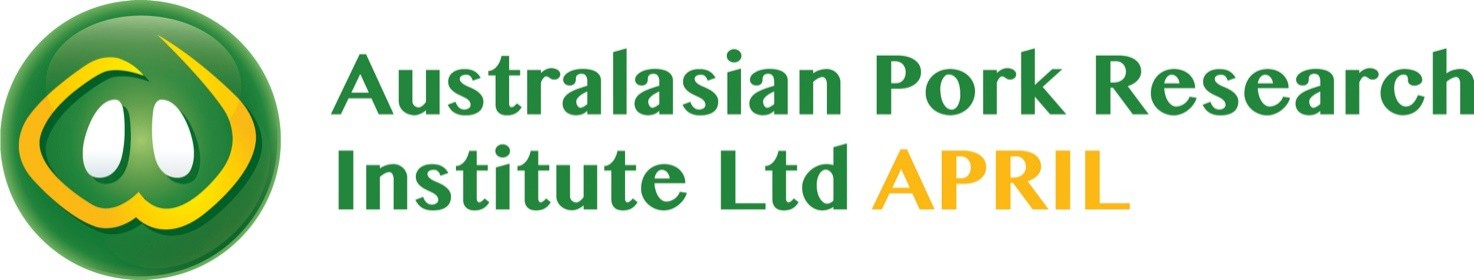 Australasian Pork Research
Institute Ltd APRIL